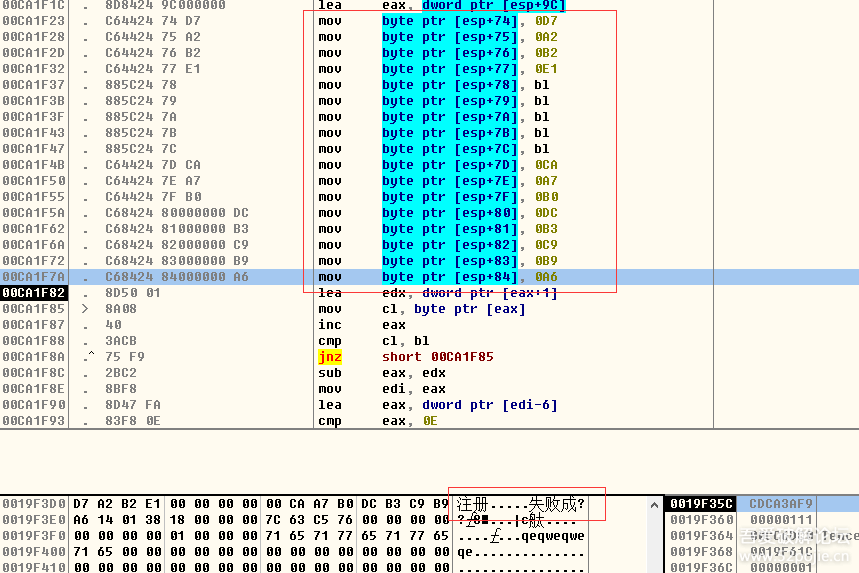 00CA1F1C . 8D8424 9C000000 lea eax, dword ptr [esp+9C]
00CA1F23 . C64424 74 D7 mov byte ptr [esp+74], 0D7
00CA1F28 . C64424 75 A2 mov byte ptr [esp+75], 0A2
00CA1F2D . C64424 76 B2 mov byte ptr [esp+76], 0B2
00CA1F32 . C64424 77 E1 mov byte ptr [esp+77], 0E1
00CA1F37 . 885C24 78 mov byte ptr [esp+78], bl
00CA1F3B . 885C24 79 mov byte ptr [esp+79], bl
00CA1F3F . 885C24 7A mov byte ptr [esp+7A], bl
00CA1F43 . 885C24 7B mov byte ptr [esp+7B], bl
00CA1F47 . 885C24 7C mov byte ptr [esp+7C], bl
00CA1F4B . C64424 7D CA mov byte ptr [esp+7D], 0CA
00CA1F50 . C64424 7E A7 mov byte ptr [esp+7E], 0A7
00CA1F55 . C64424 7F B0 mov byte ptr [esp+7F], 0B0
00CA1F5A . C68424 80000000 DC mov byte ptr [esp+80], 0DC
00CA1F62 . C68424 81000000 B3 mov byte ptr [esp+81], 0B3
00CA1F6A . C68424 82000000 C9 mov byte ptr [esp+82], 0C9
00CA1F72 . C68424 83000000 B9 mov byte ptr [esp+83], 0B9
00CA1F7A . C68424 84000000 A6 mov byte ptr [esp+84], 0A6
00CA1F82 . 8D50 01 lea edx, dword ptr [eax+1]
00CA1F85 > 8A08 mov cl, byte ptr [eax]
00CA1F87 . 40 inc eax
00CA1F88 . 3ACB cmp cl, bl
00CA1F8A .^ 75 F9 jnz short 00CA1F85
00CA1F8C . 2BC2 sub eax, edx
00CA1F8E . 8BF8 mov edi, eax
00CA1F90 . 8D47 FA lea eax, dword ptr [edi-6]
00CA1F93 . 83F8 0E cmp eax, 0E
0019F3D0 D7 A2 B2 E1 00 00 00 00 00 CA A7 B0 DC B3 C9 B9 注册.....失败成? 0019F35C CDCA3AF9
0019F3E0 A6 14 01 38 18 00 00 00 7C 63 C5 76 00 00 00 00 0019F360 00000111
0019F3F0 00 00 00 00 01 00 00 00 71 65 71 77 65 71 77 65 qeqweqwe 0019F364
0019F400 71 65 00 00 00 00 00 00 00 00 00 00 00 00 00 00 qe.............. 0019F368 0019F61C
0019F410 00 00 00 00 00 00 00 00 00 00 00 00 00 00 00 00 ................ 0019F36C 00000001